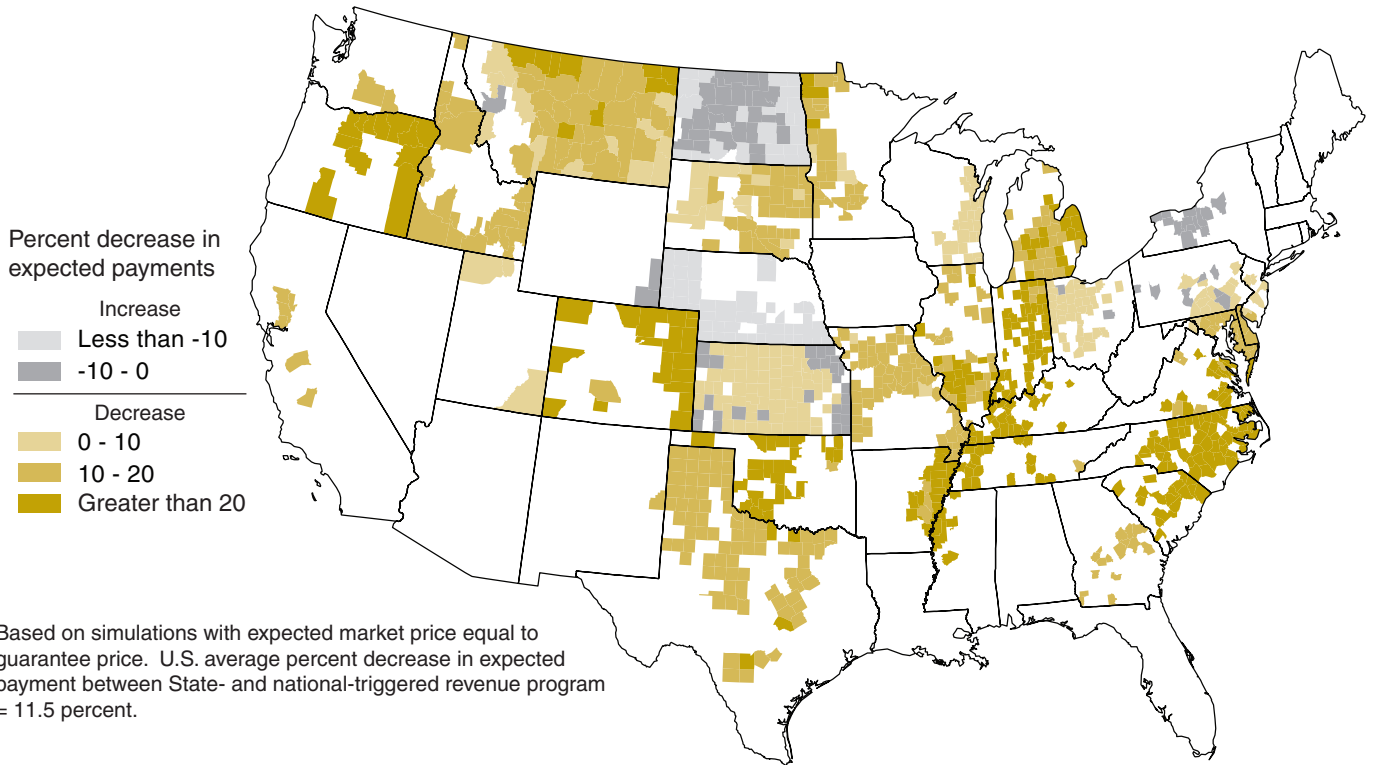 Percent decrease in
expected payments
Increase
Less than -10
-10 - 0
Decrease
0 - 10
10 - 20
Greater than 20
Based on simulations with expected market price equal to
guarantee price.  U.S. average percent decrease in expected
payment between State- and national-triggered revenue program
= 11.5 percent.